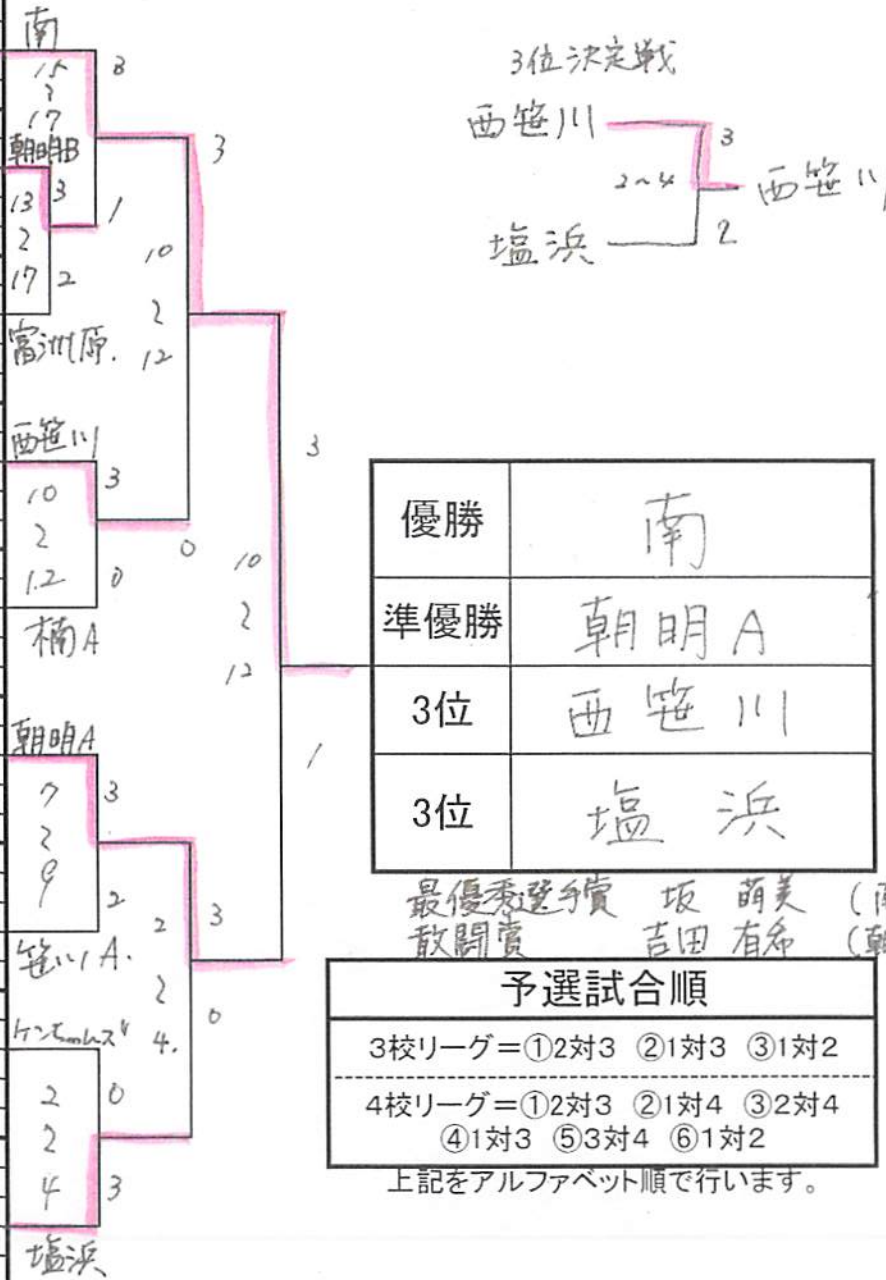 南
15
3
17
3
朝明B
13
2
17
3
2
1
富洲原.
3
10
2
12
西笹川
10
2
12
3
0
楠A
0
3
10
2
12
1
朝明A
7
2
9
3
2
笹川A.
2
2
4.
3
0
2
2
4
0
3
塩浜
3位決定戦
西笹川
3
2~4
西笹川
塩浜
2
優勝 南
準優勝 朝明A
3位 西笹川
3位 塩浜
最優秀選手賞 坂 萌美 (
敢闘賞 吉田 有希 (
予選試合順
3校リーグ=①2対3 ②1対3 ③1対2
4校リーグ=①2対3 ②1対4 ③2対4
④1対3 ⑤3対4 ⑥1対2
上記をアルファベット順で行います。